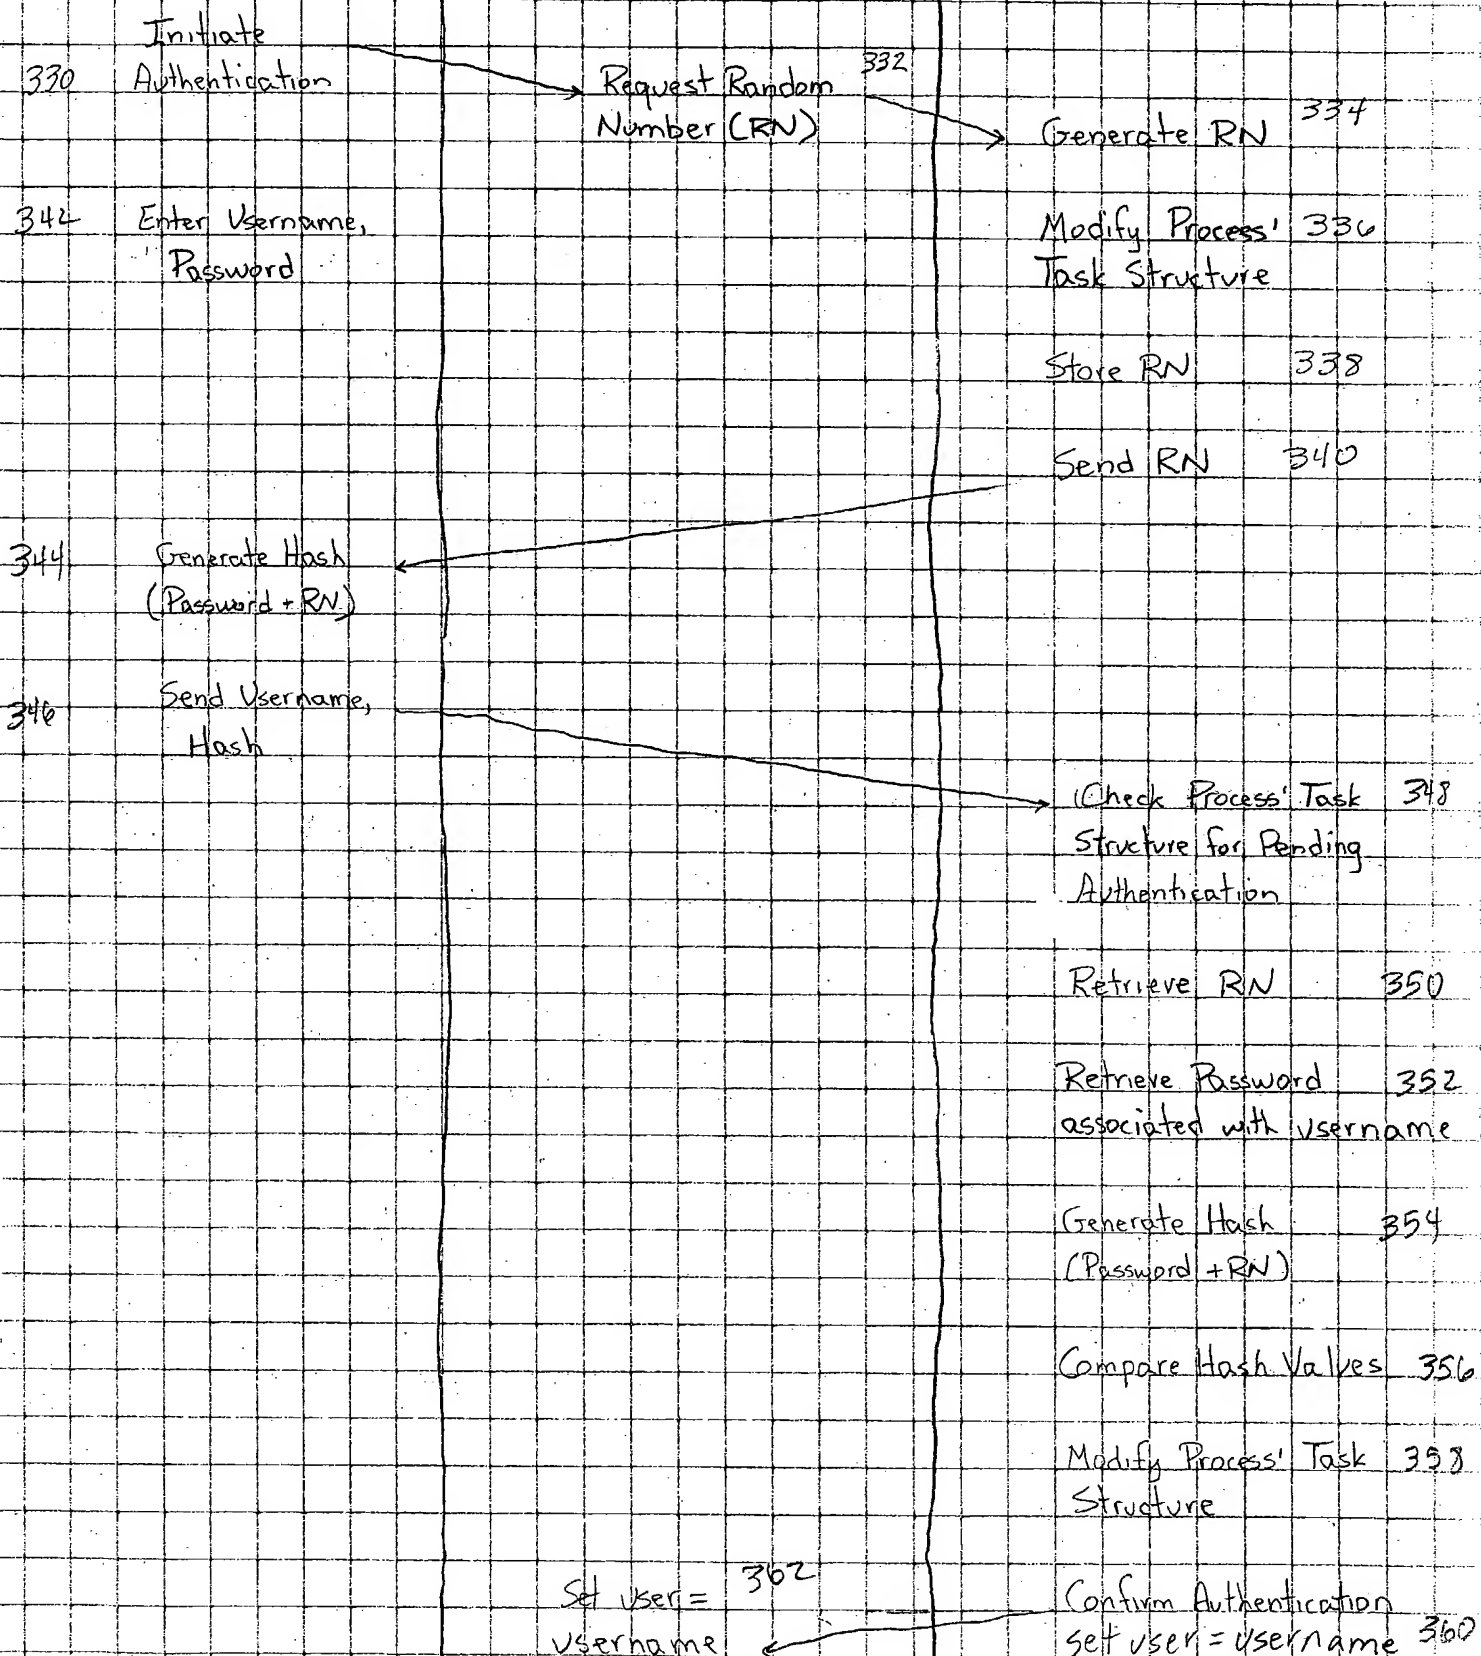 Initiate
330 Authentication
Request Random 332
Number (RN)
Generate RN 334
342 Enter Username,
Password
Modify Process' 336
Task Structure
Store RN 338
Send RN 340
344 Generate Hash
(Password + RN)
346 Send Username,
Hash
Check Process' Task 348
Structure for Pending
Authentication
Retrieve RN 350
Retrieve Password 352
associated with username
Generate Hash 354
(Password + RN)
Compare Hash Values 356
Modify Process' Task 358
Structure
Confirm Authentication
set user = username 360
Set user = 362
username